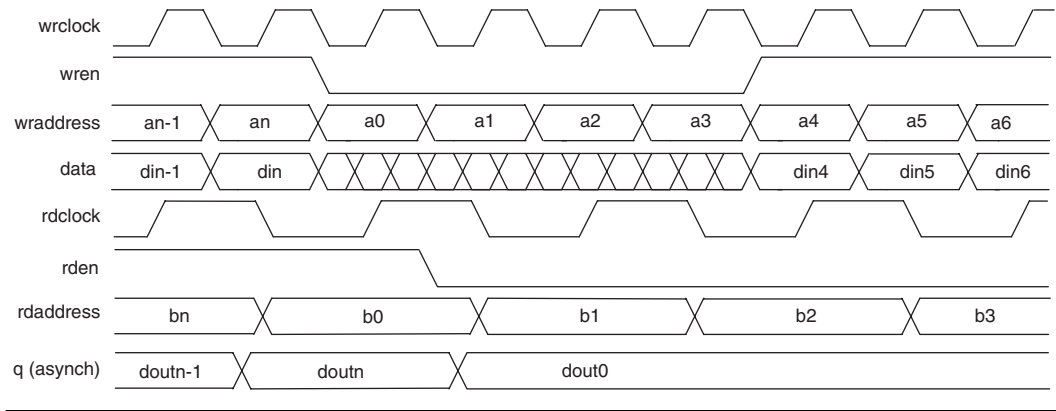 wrclock
wren
wraddress an-1 an a0 a1 a2 a3 a4 a5 a6
data din-1 din din4 din5 din6
rdclock
rden
rdaddress bn b0 b1 b2 b3
q (asynch) doutn-1 doutn dout0